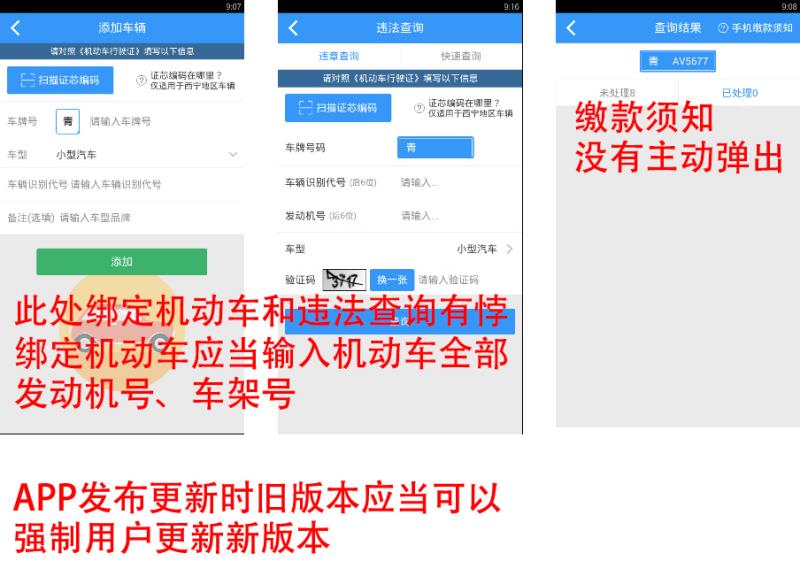 9:07
添加车辆
请对照《机动车行驶证》填写以下信息
扫描证芯编码
证芯编码在哪里？
仅适用于西宁地区车辆
车牌号 青 请输入车牌号
车型 小型汽车
车辆识别代号 请输入车辆识别代号
备注(选填) 请输入车型品牌
添加
9:16
违法查询
违章查询 快速查询
请对照《机动车行驶证》填写以下信息
扫描证芯编码
证芯编码在哪里？
仅适用于西宁地区车辆
车牌号码 青
车辆识别代号 (后6位) 请输入...
发动机号 (后6位) 请输入...
车型 小型汽车
验证码 换一张 请输入验证码
9:08
查询结果 手机缴款须知
青 AV5677
未处理8 已处理0
缴款须知
没有主动弹出
此处绑定机动车和违法查询有悖
绑定机动车应当输入机动车全部
发动机号、车架号
APP发布更新时旧版本应当可以
强制用户更新新版本